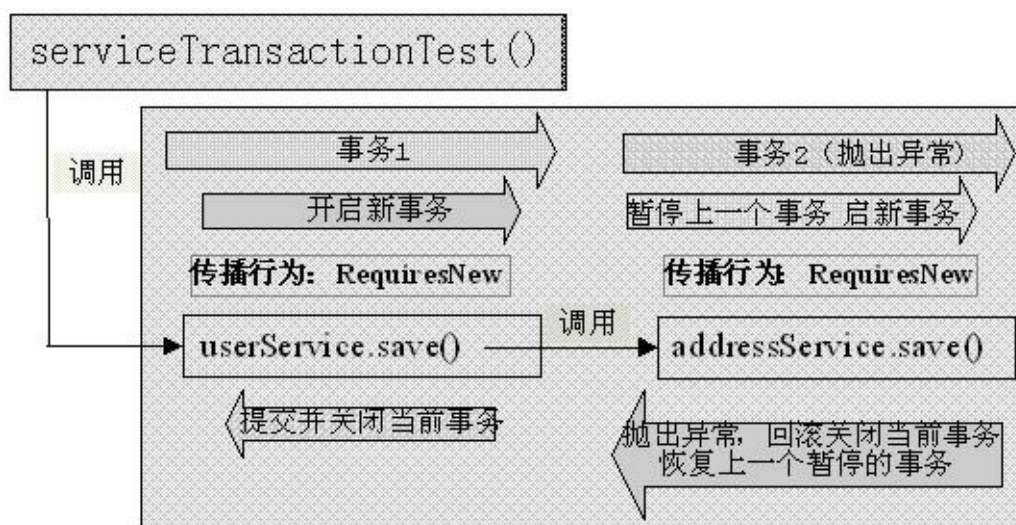 serviceTransactionTest()
调用
事务1
事务2（抛出异常）
开启新事务
暂停上一个事务 启新事务
传播行为：RequiresNew
传播行为：RequiresNew
userService.save()
调用
addressService.save()
提交并关闭当前事务
抛出异常，回滚关闭当前事务
恢复上一个暂停的事务